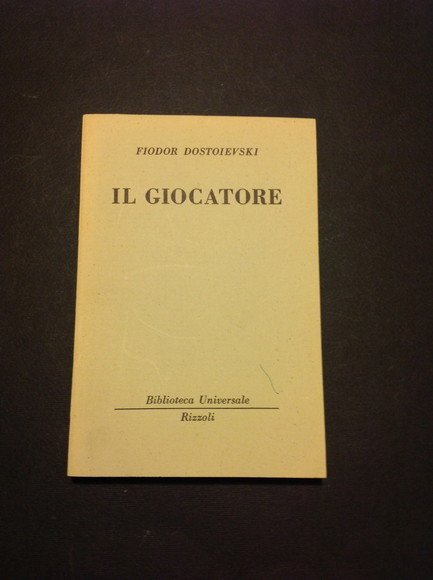 FIODOR DOSTOIEVSKI
IL GIOCATORE
Biblioteca Universale
Rizzoli